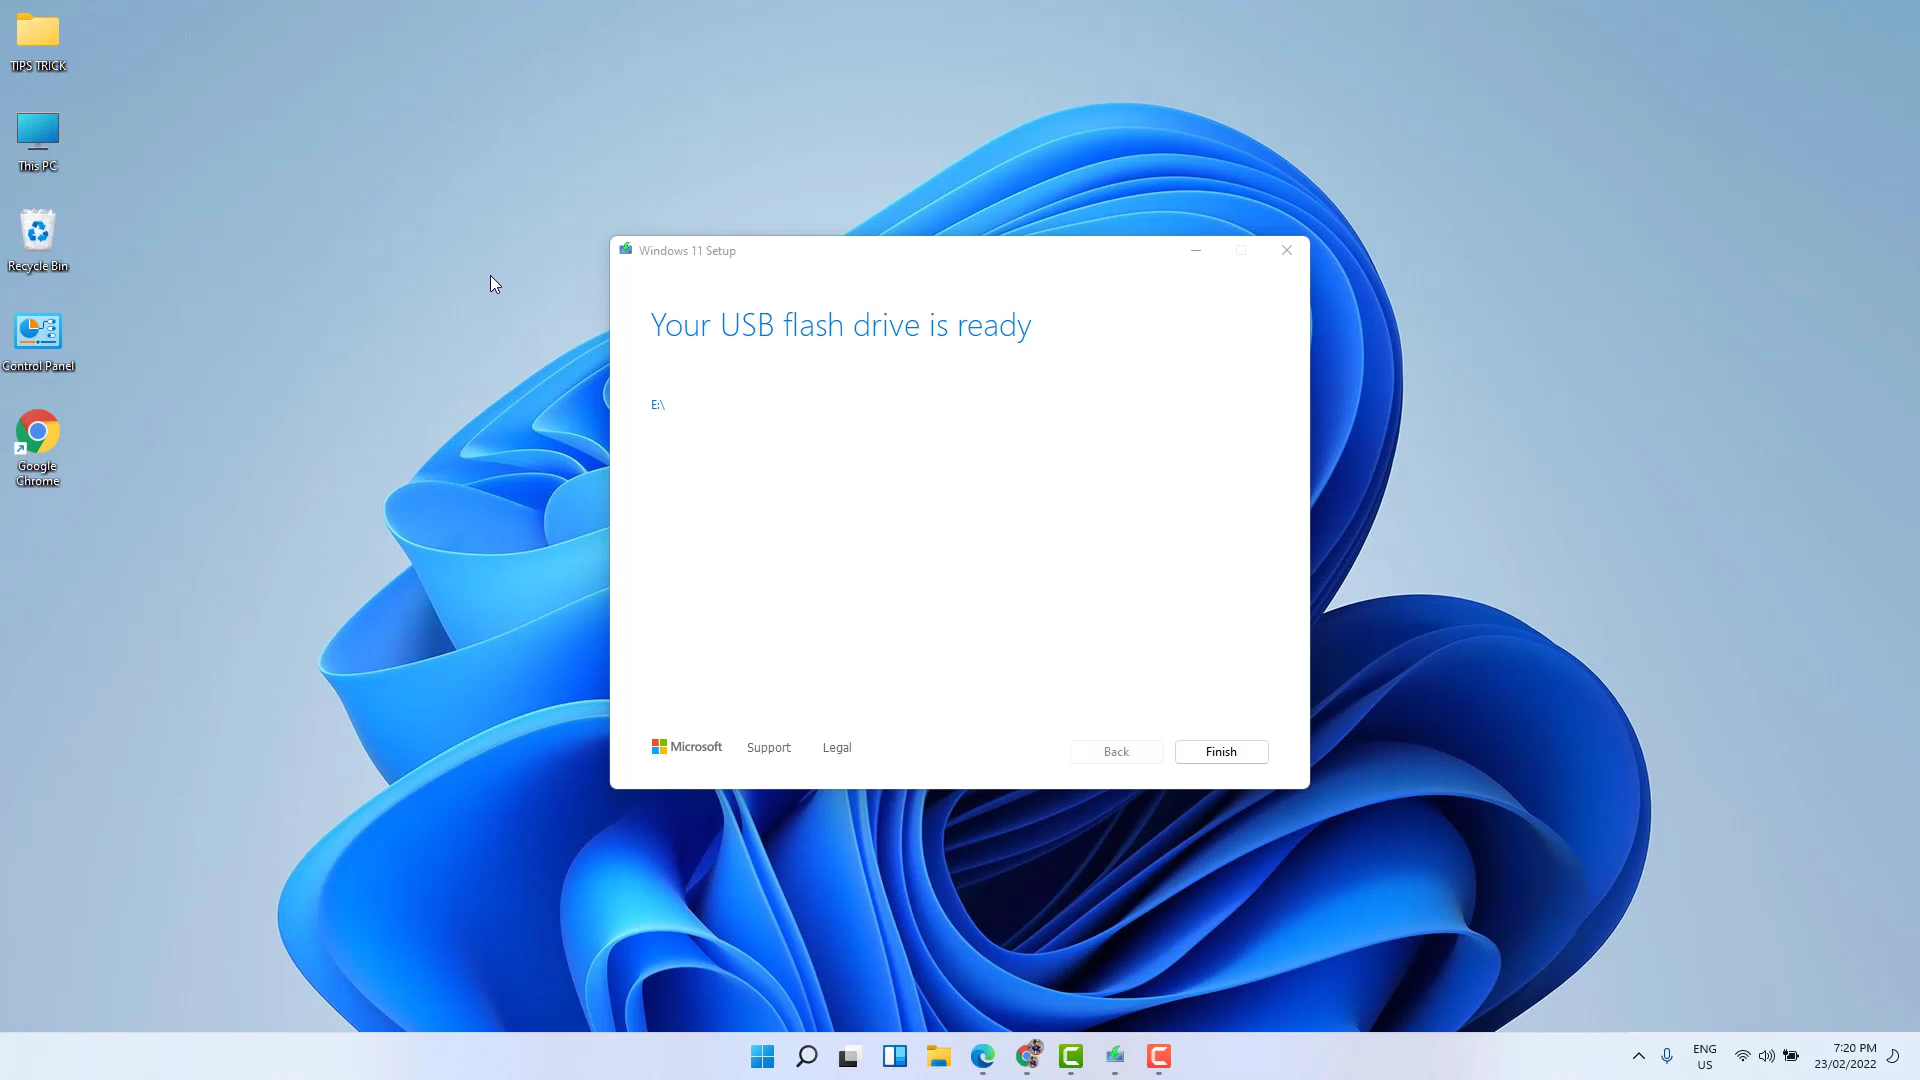 TIPS TRICK
This PC
Recycle Bin
Control Panel
Google
Chrome
Windows 11 Setup
Your USB flash drive is ready
E:\
Microsoft
Support
Legal
Back
Finish
ENG
US
7:20 PM
23/02/2022